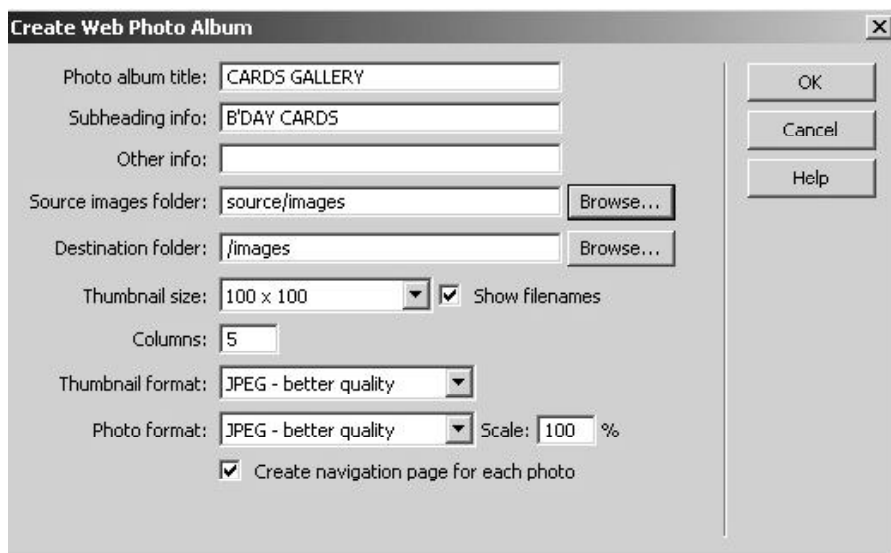 Create Web Photo Album
Photo album title: CARDS GALLERY
OK
Subheading info: B'DAY CARDS
Cancel
Other info:
Help
Source images folder: source/images Browse...
Destination folder: /images Browse...
Thumbnail size: 100 x 100 Show filenames
Columns: 5
Thumbnail format: JPEG - better quality
Photo format: JPEG - better quality Scale: 100 %
Create navigation page for each photo